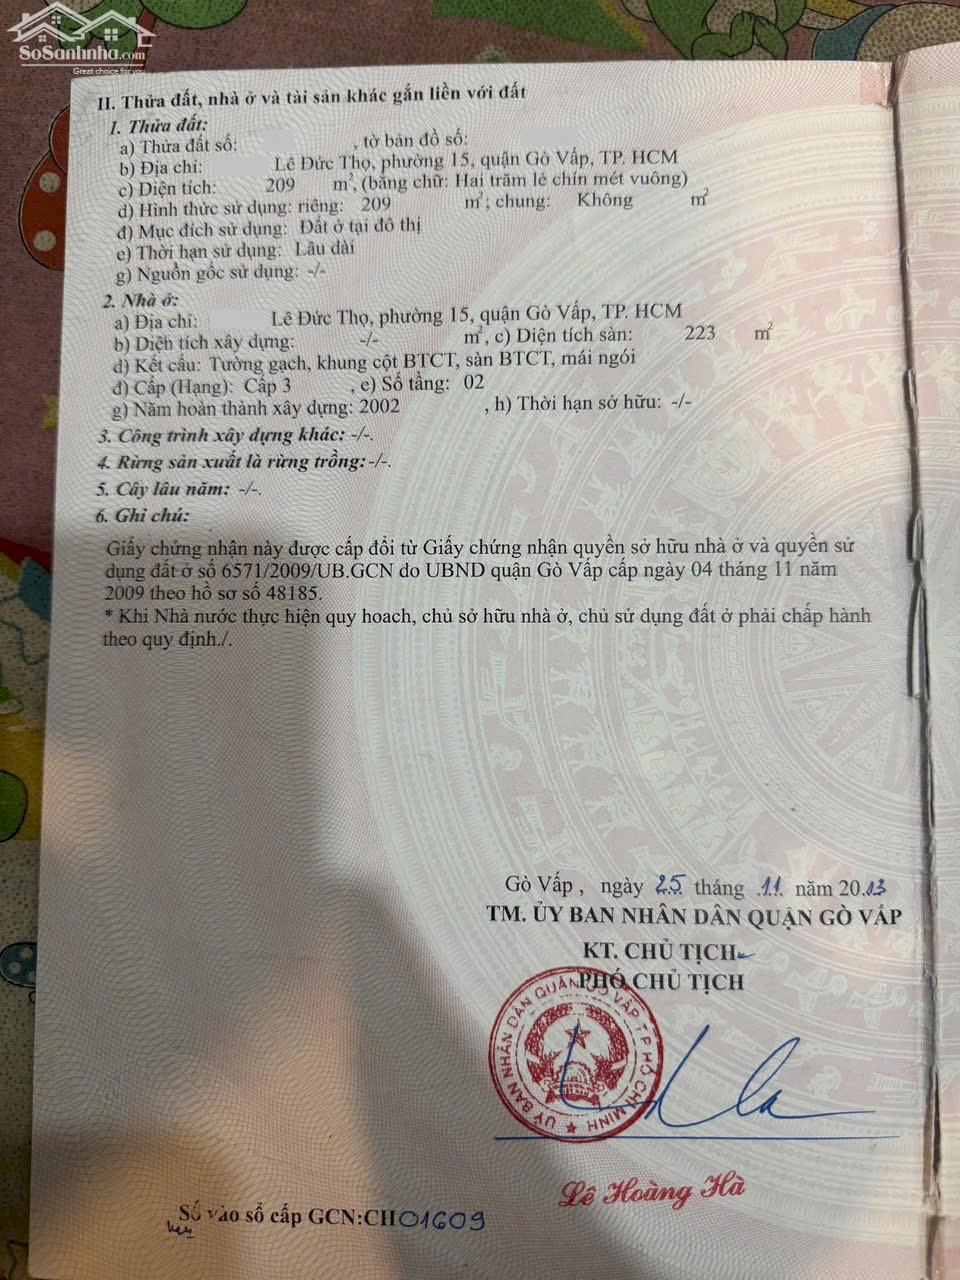 SoSanhnha.com
Great choice for you
II. Thửa đất, nhà ở và tài sản khác gắn liền với đất
1. Thửa đất:
a) Thửa đất số: , tờ bản đồ số:
b) Địa chỉ: Lê Đức Thọ, phường 15, quận Gò Vấp, TP. HCM
c) Diện tích: 209 m², (bằng chữ: Hai trăm lẻ chín mét vuông)
d) Hình thức sử dụng: riêng: 209 m²; chung: Không m²
đ) Mục đích sử dụng: Đất ở tại đô thị
e) Thời hạn sử dụng: Lâu dài
g) Nguồn gốc sử dụng: -/-
2. Nhà ở:
a) Địa chỉ: Lê Đức Thọ, phường 15, quận Gò Vấp, TP. HCM
b) Diện tích xây dựng: -/- m², c) Diện tích sàn: 223 m²
d) Kết cấu: Tường gạch, khung cột BTCT, sàn BTCT, mái ngói
đ) Cấp (Hạng): Cấp 3 , e) Số tầng: 02
g) Năm hoàn thành xây dựng: 2002 , h) Thời hạn sở hữu: -/-
3. Công trình xây dựng khác: -/-.
4. Rừng sản xuất là rừng trồng: -/-.
5. Cây lâu năm: -/-.
6. Ghi chú:
Giấy chứng nhận này được cấp đổi từ Giấy chứng nhận quyền sở hữu nhà ở và quyền sử
dụng đất ở số 6571/2009/UB.GCN do UBND quận Gò Vấp cấp ngày 04 tháng 11 năm
2009 theo hồ sơ số 48185.
* Khi Nhà nước thực hiện quy hoach, chủ sở hữu nhà ở, chủ sử dụng đất ở phải chấp hành
theo quy định./.
Gò Vấp , ngày 25 tháng 11 năm 2013
TM. ỦY BAN NHÂN DÂN QUẬN GÒ VẤP
KT. CHỦ TỊCH
PHÓ CHỦ TỊCH
ỦY BAN NHÂN DÂN QUẬN GÒ VẤP TP HỒ CHÍ MINH
Lê Hoàng Hà
Số vào sổ cấp GCN:CH01609